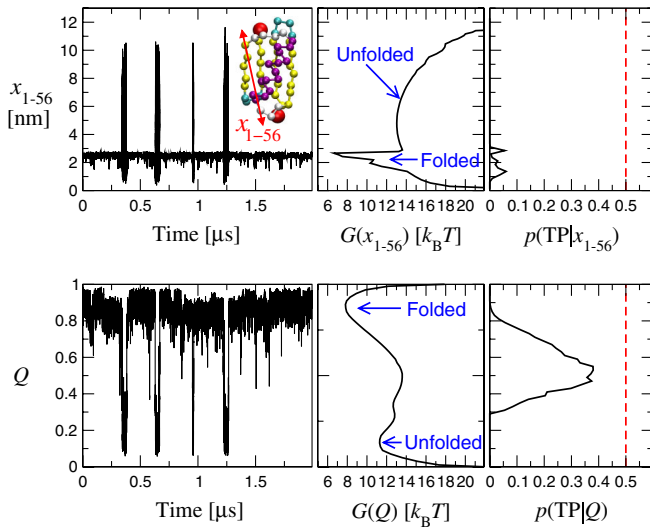 12
10
8
6
4
2
0
x1-56
[nm]
x1−56
0 0.5 1 1.5
Time [μs]
Unfolded
Folded
6 8 10 12 14 16 18 20
G(x1-56) [kBT]
0 0.1 0.2 0.3 0.4 0.5
p(TP|x1-56)
1
0.8
0.6
0.4
0.2
0
Q
0 0.5 1 1.5
Time [μs]
Folded
Unfolded
6 8 10 12 14 16 18 20
G(Q) [kBT]
0 0.1 0.2 0.3 0.4 0.5
p(TP|Q)